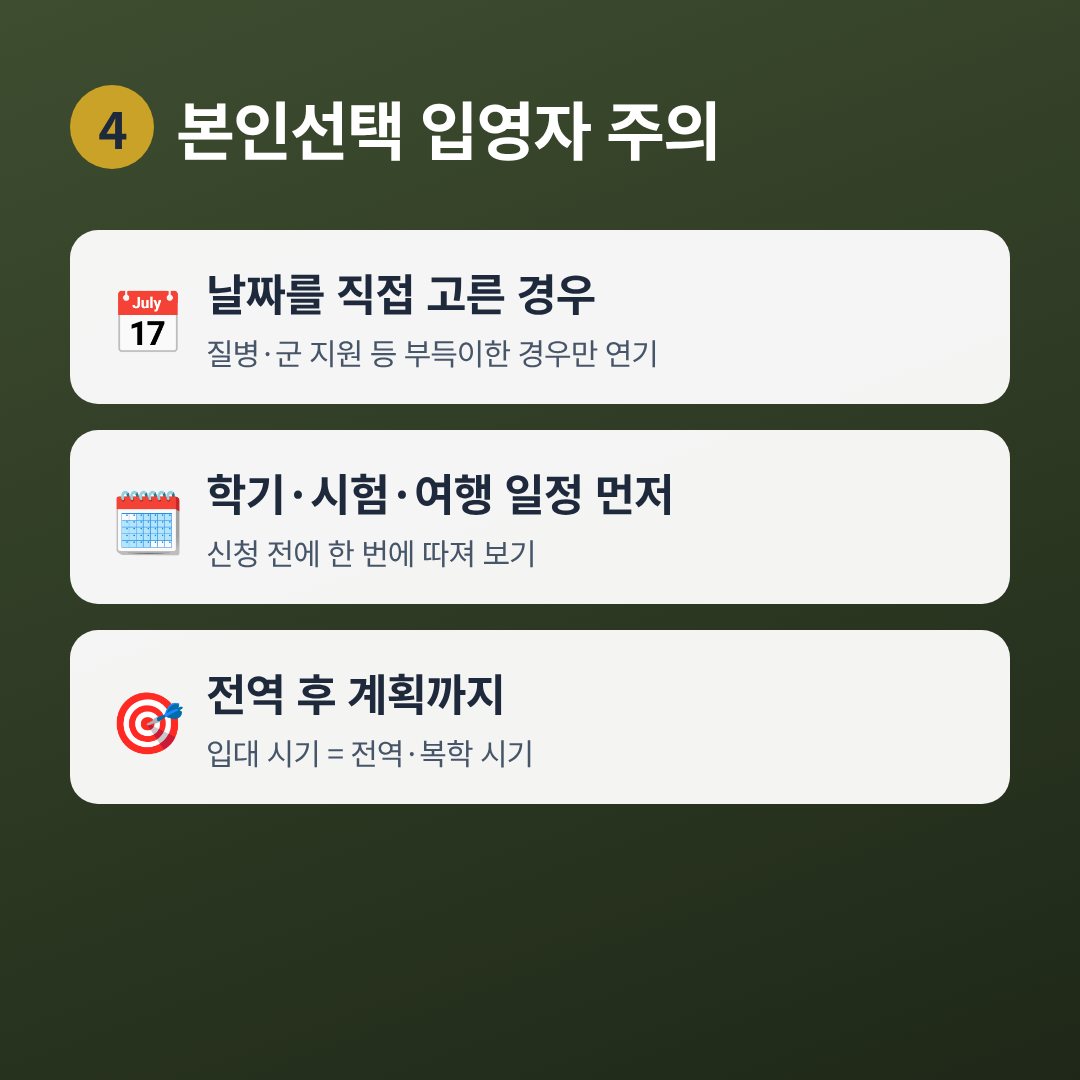 4 본인선택 입영자 주의
July
17
날짜를 직접 고른 경우
질병·군 지원 등 부득이한 경우만 연기
학기·시험·여행 일정 먼저
신청 전에 한 번에 따져 보기
전역 후 계획까지
입대 시기 = 전역·복학 시기